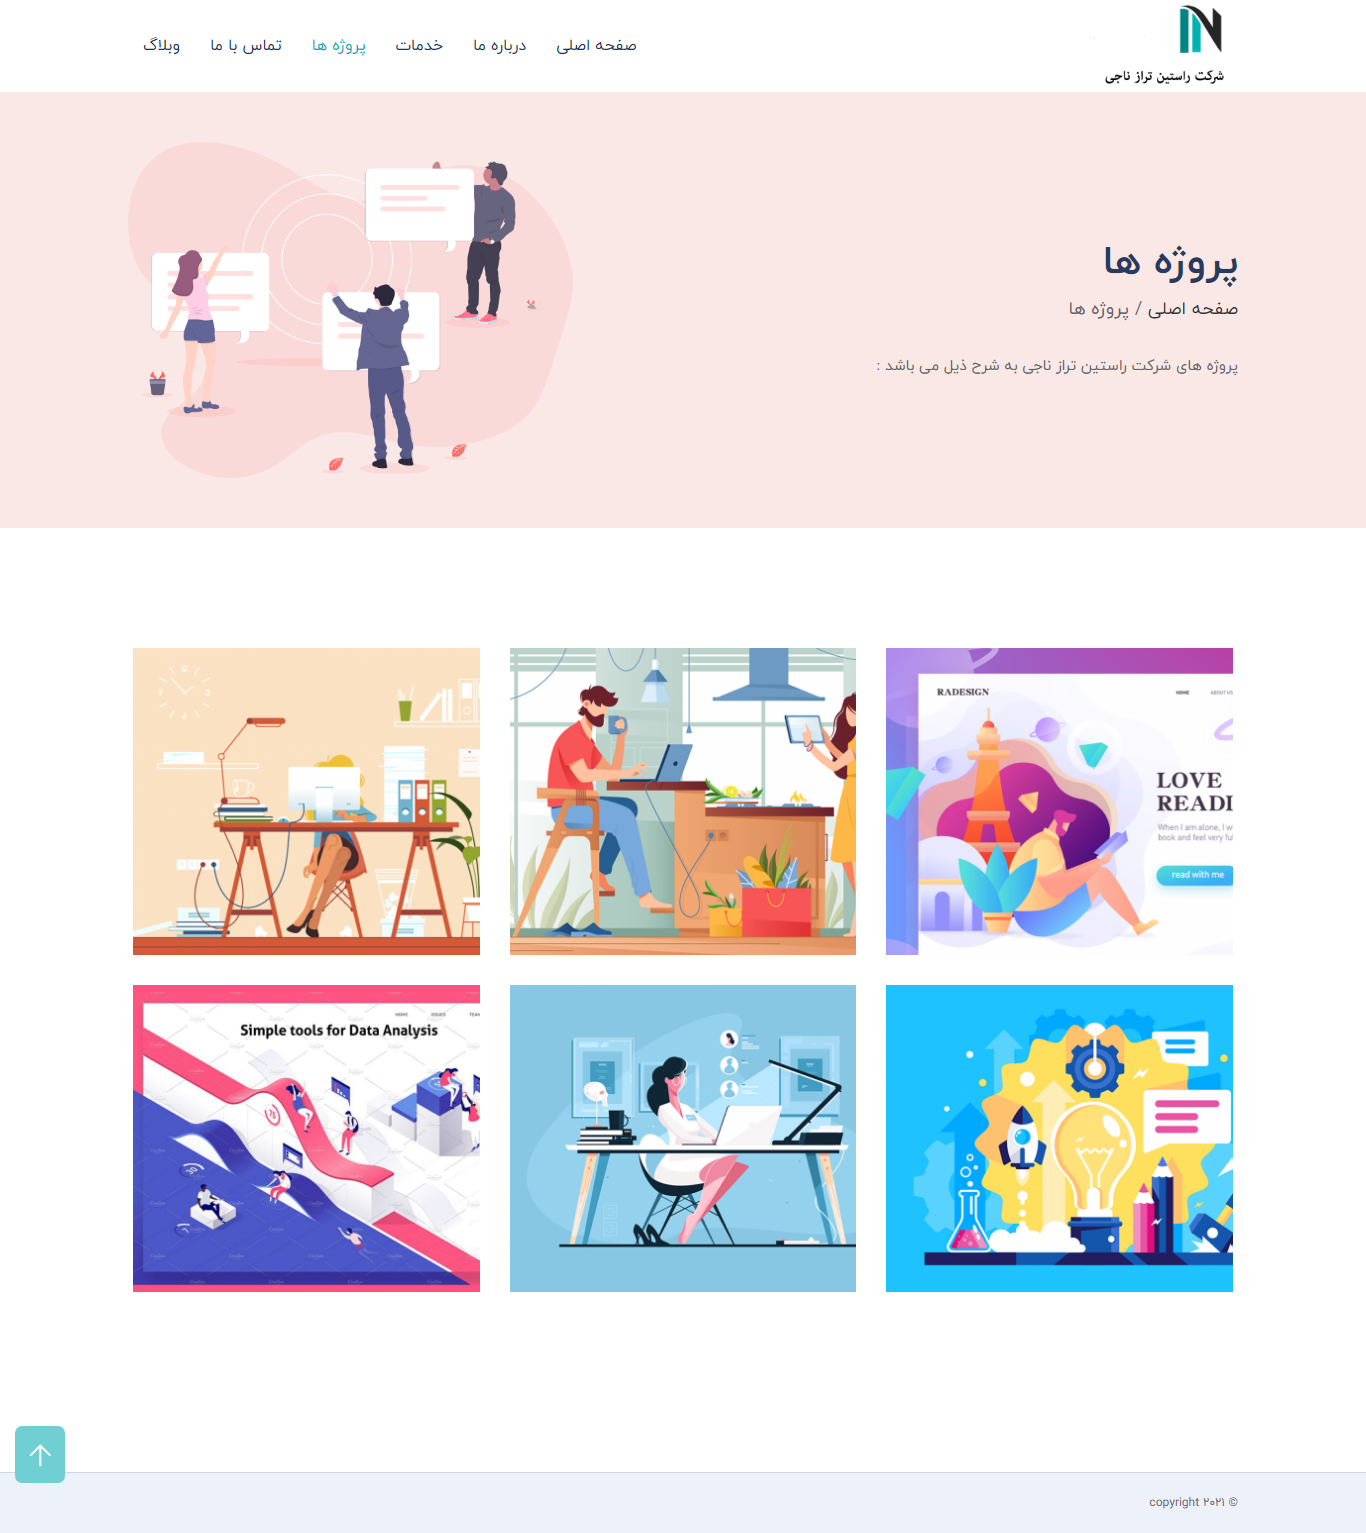 شرکت راستین تراز ناجی
صفحه اصلی
درباره ما
خدمات
پروژه ها
تماس با ما
وبلاگ
پروژه ها
صفحه اصلی / پروژه ها
پروژه های شرکت راستین تراز ناجی به شرح ذیل می باشد :
RADESIGN
HOME
ABOUT US
LOVE
READI
When I am alone, I w
book and feel very ful
read with me
Simple tools for Data Analysis
HOME
ISSUES
TEAM
copyright ۲۰۲۱ ©